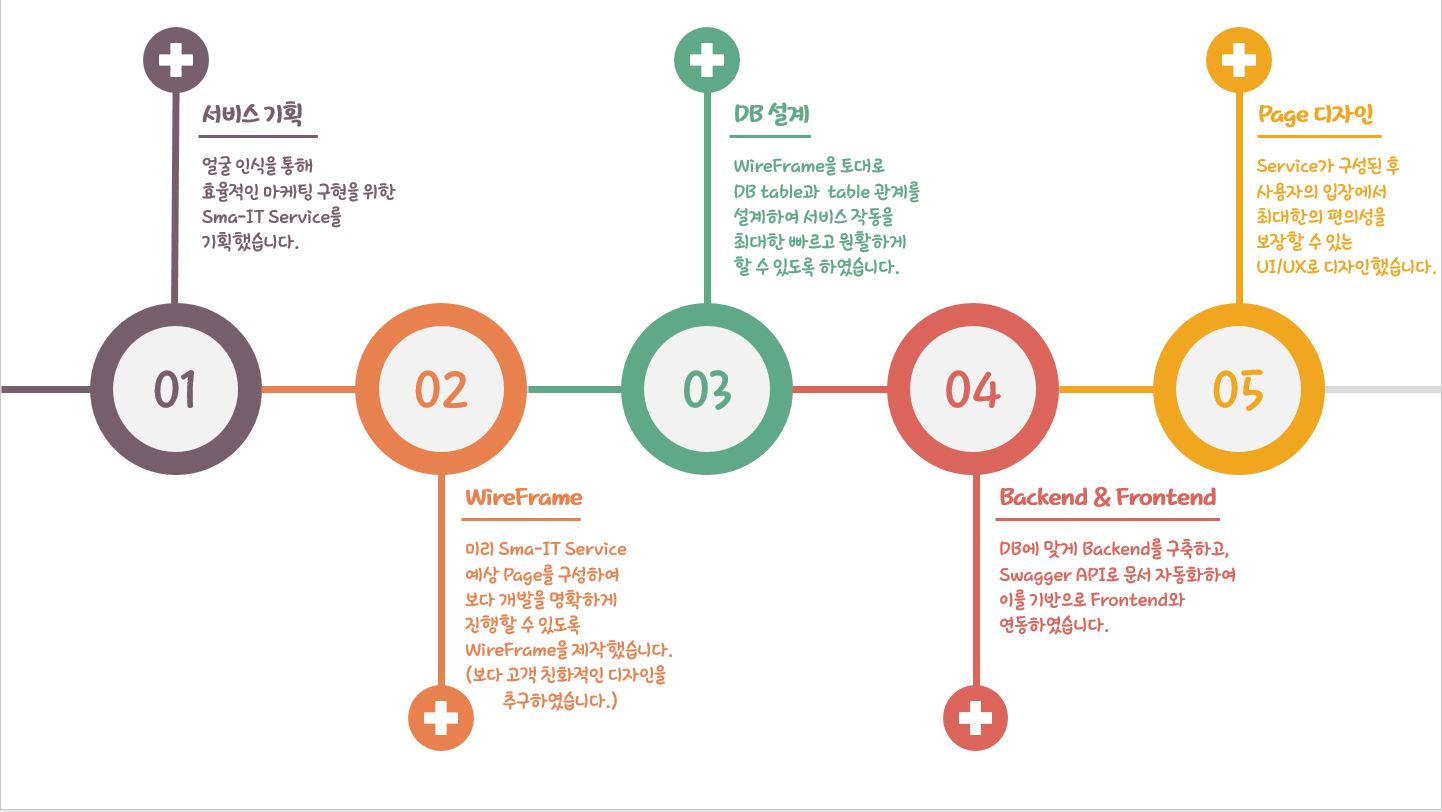 서비스 기획
얼굴 인식을 통해
효율적인 마케팅 구현을 위한
Sma-IT Service를
기획했습니다.
01
WireFrame
미리 Sma-IT Service
예상 Page를 구성하여
보다 개발을 명확하게
진행할 수 있도록
WireFrame을 제작했습니다.
(보다 고객 친화적인 디자인을
추구하였습니다.)
02
DB 설계
WireFrame을 토대로
DB table과 table 관계를
설계하여 서비스 작동을
최대한 빠르고 원활하게
할 수 있도록 하였습니다.
03
Backend & Frontend
DB에 맞게 Backend를 구축하고,
Swagger API로 문서 자동화하여
이를 기반으로 Frontend와
연동하였습니다.
04
Page 디자인
Service가 구성된 후
사용자의 입장에서
최대한의 편의성을
보장할 수 있는
UI/UX로 디자인했습니다.
05